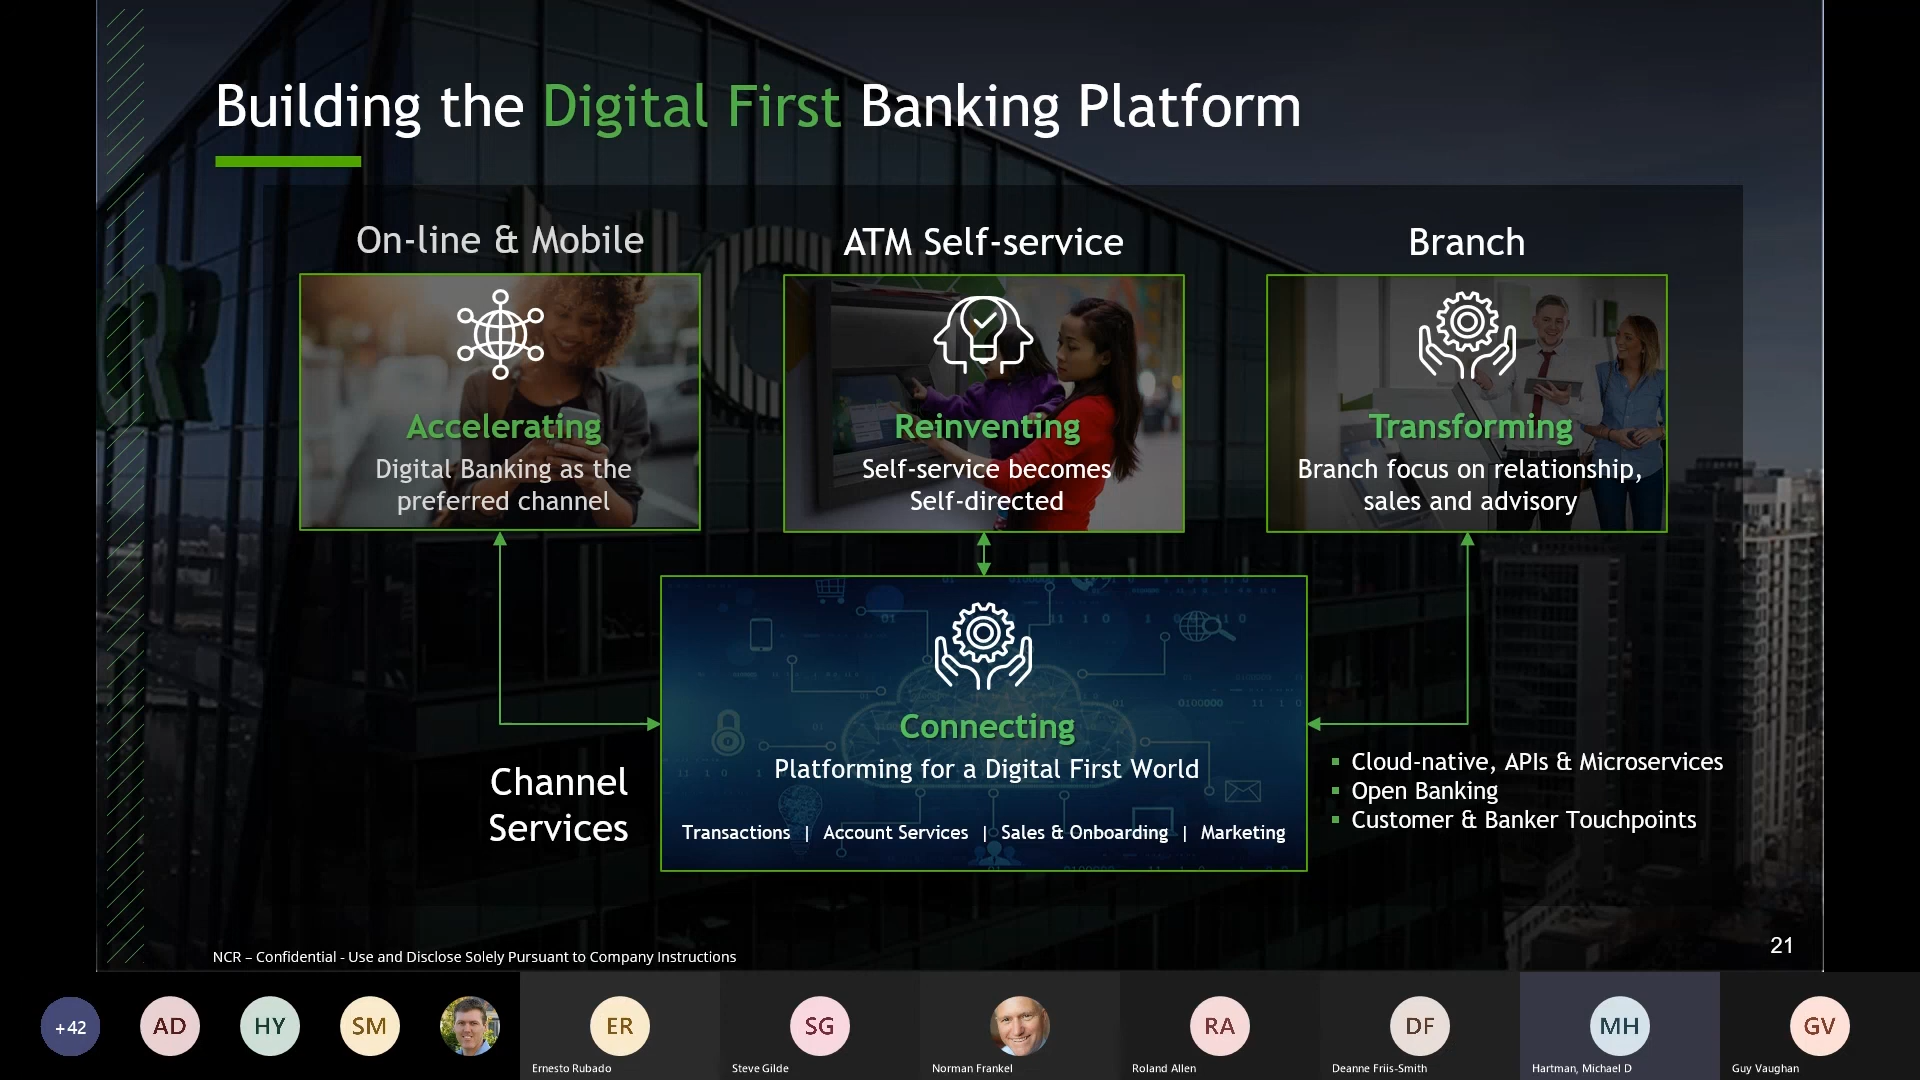 Building the Digital First Banking Platform
On-line & Mobile
Accelerating
Digital Banking as the
preferred channel
ATM Self-service
Reinventing
Self-service becomes
Self-directed
Branch
Transforming
Branch focus on relationship,
sales and advisory
Channel
Services
Connecting
Platforming for a Digital First World
Transactions | Account Services | Sales & Onboarding | Marketing
Cloud-native, APIs & Microservices
Open Banking
Customer & Banker Touchpoints
NCR – Confidential - Use and Disclose Solely Pursuant to Company Instructions
21
+42
AD
HY
SM
ER
Ernesto Rubado
SG
Steve Gilde
Norman Frankel
RA
Roland Allen
DF
Deanne Friis-Smith
MH
Hartman, Michael D
GV
Guy Vaughan